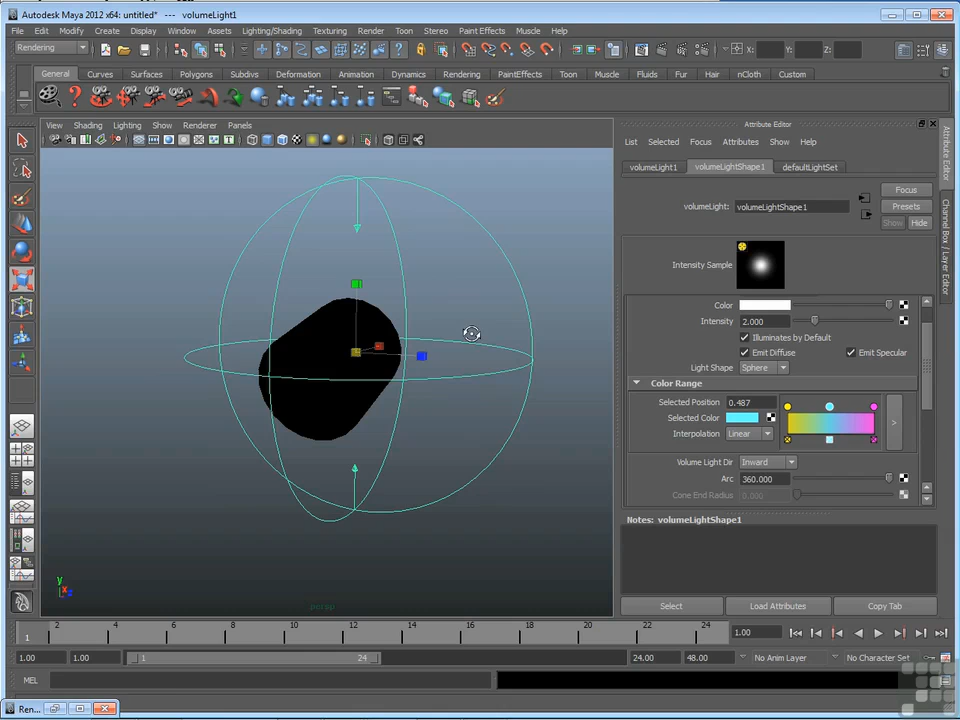 Autodesk Maya 2012 x64: untitled* --- volumeLight1
File Edit Modify Create Display Window Assets Lighting/Shading Texturing Render Toon Stereo Paint Effects Muscle Help
Rendering
X: Y: Z:
General Curves Surfaces Polygons Subdivs Deformation Animation Dynamics Rendering PaintEffects Toon Muscle Fluids Fur Hair nCloth Custom
View Shading Lighting Show Renderer Panels
persp
y
x
z
Attribute Editor
List Selected Focus Attributes Show Help
volumeLight1 volumeLightShape1 defaultLightSet
Focus
volumeLight: volumeLightShape1
Presets
Show Hide
Intensity Sample
Color
Intensity 2.000
Illuminates by Default
Emit Diffuse Emit Specular
Light Shape Sphere
Color Range
Selected Position 0.487
Selected Color
>
Interpolation Linear
Volume Light Dir Inward
Arc 360.000
Cone End Radius 0.000
Notes: volumeLightShape1
Select Load Attributes Copy Tab
Attribute Editor
Channel Box / Layer Editor
1 2 4 6 8 10 12 14 16 18 20 22 24
1.00
1.00 1.00 1 24 24.00 48.00 No Anim Layer No Character Set
MEL
Ren...